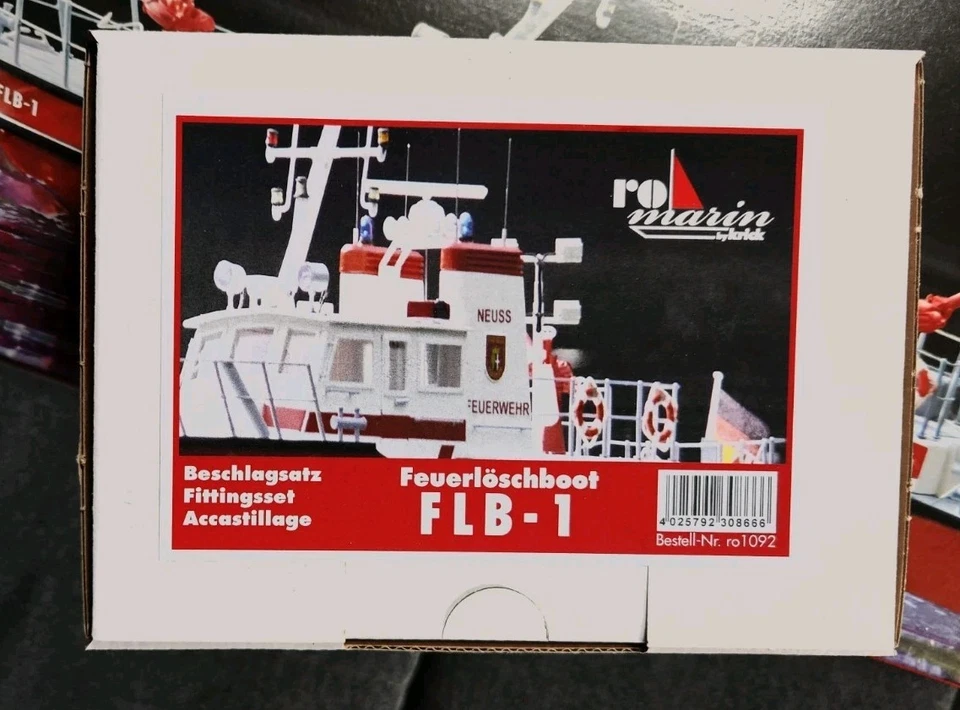 FLB-1
ro
marin
by krick
NEUSS
FEUERWEHR
Beschlagsatz
Fittingsset
Accastillage
Feuerlöschboot
FLB-1
4 025792 308666
Bestell-Nr. ro1092